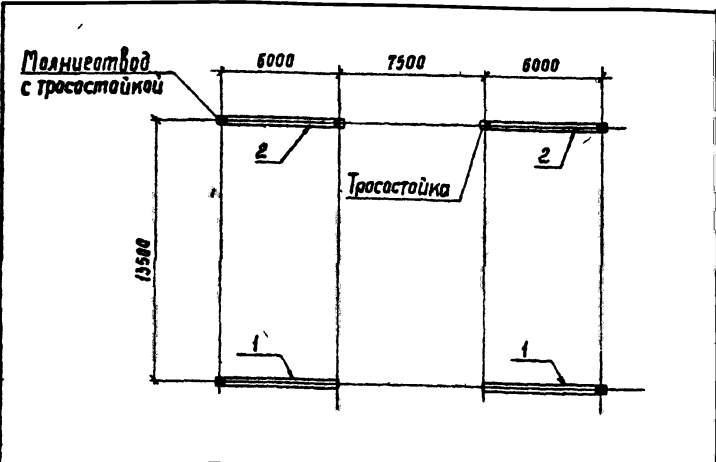 Молниеотвод
с тросостойкой
6000
7500
6000
2
2
Тросостойка
13500
1
1